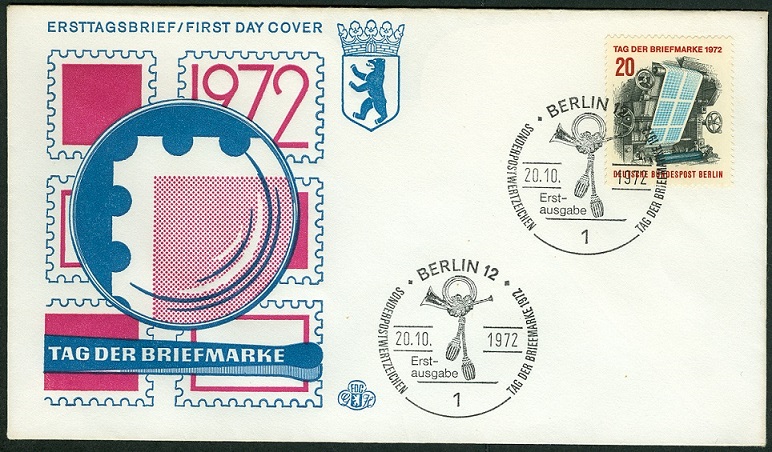 ERSTTAGSBRIEF/FIRST DAY COVER
1972
TAG DER BRIEFMARKE
FDC
TAG DER BRIEFMARKE 1972
20
DEUTSCHE BUNDESPOST BERLIN
BERLIN 12
SONDERPOSTWERTZEICHEN
20.10. 1972
Erst-
ausgabe
TAG DER BRIEFMARKE 1972
1
BERLIN 12
SONDERPOSTWERTZEICHEN
20.10. 1972
Erst-
ausgabe
TAG DER BRIEFMARKE 1972
1